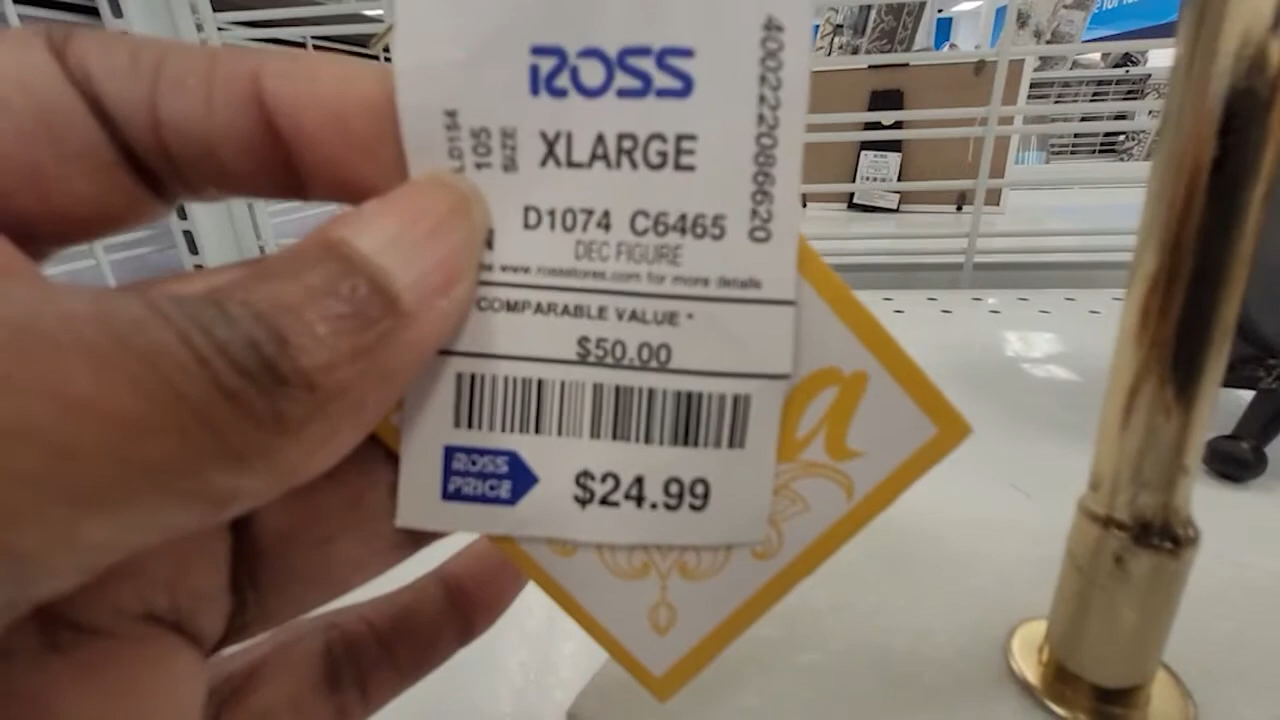 ROSS
XLARGE
SIZE
105
400222086620
D1074 C6465
DEC FIGURE
www.rossstores.com for more details
COMPARABLE VALUE *
$50.00
ROSS
PRICE
$24.99
a